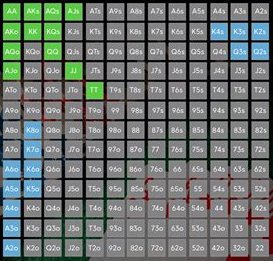 AA AKs AQs AJs ATs A9s A8s A7s A6s A5s A4s A3s A2s
AKo KK KQs KJs KTs K9s K8s K7s K6s K5s K4s K3s K2s
AQo KQo QQ QJs QTs Q9s Q8s Q7s Q6s Q5s Q4s Q3s Q2s
AJo KJo QJo JJ JTs J9s J8s J7s J6s J5s J4s J3s J2s
ATo KTo QTo JTo TT T9s T8s T7s T6s T5s T4s T3s T2s
A9o K9o Q9o J9o T9o 99 98s 97s 96s 95s 94s 93s 92s
A8o K8o Q8o J8o T8o 98o 88 87s 86s 85s 84s 83s 82s
A7o K7o Q7o J7o T7o 97o 87o 77 76s 75s 74s 73s 72s
A6o K6o Q6o J6o T6o 96o 86o 76o 66 65s 64s 63s 62s
A5o K5o Q5o J5o T5o 95o 85o 75o 65o 55 54s 53s 52s
A4o K4o Q4o J4o T4o 94o 84o 74o 64o 54o 44 43s 42s
A3o K3o Q3o J3o T3o 93o 83o 73o 63o 53o 43o 33 32s
A2o K2o Q2o J2o T2o 92o 82o 72o 62o 52o 42o 32o 22